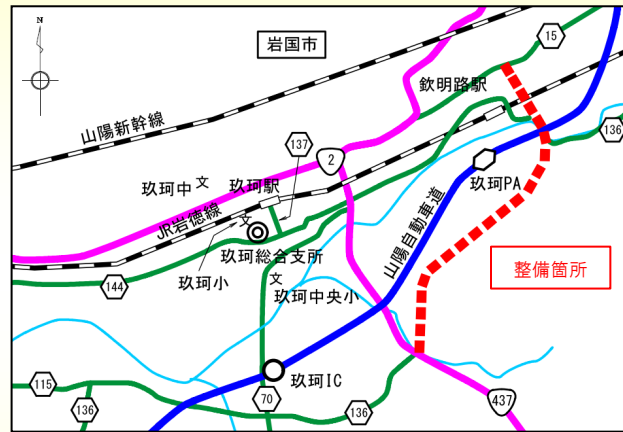 N
岩国市
15
欽明路駅
山陽新幹線
137
2
136
玖珂中
文
玖珂駅
玖珂PA
JR岩徳線
文
山陽自動車道
玖珂総合支所
整備箇所
144
玖珂小
文
玖珂中央小
115
玖珂IC
136
70
136
437